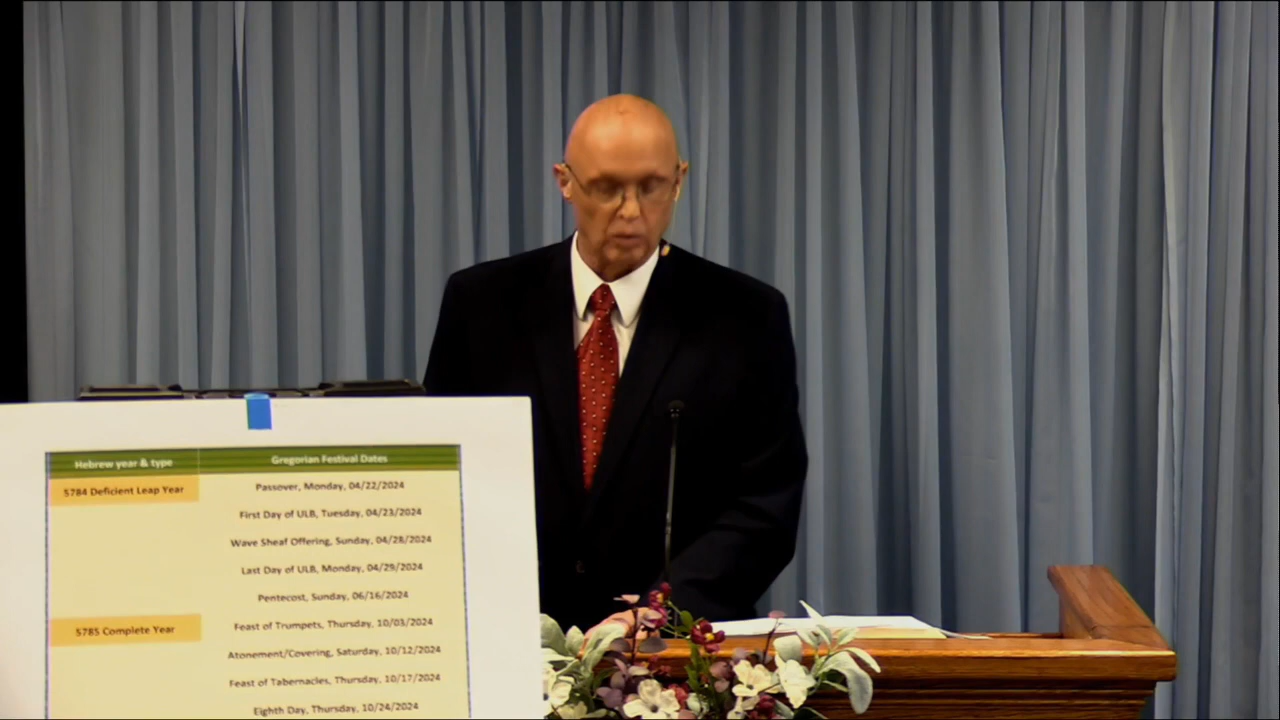 Hebrew year & type Gregorian Festival Dates
5784 Deficient Leap Year Passover, Monday, 04/22/2024
First Day of ULB, Tuesday, 04/23/2024
Wave Sheaf Offering, Sunday, 04/28/2024
Last Day of ULB, Monday, 04/29/2024
Pentecost, Sunday, 06/16/2024
5785 Complete Year Feast of Trumpets, Thursday, 10/03/2024
Atonement/Covering, Saturday, 10/12/2024
Feast of Tabernacles, Thursday, 10/17/2024
Eighth Day, Thursday, 10/24/2024